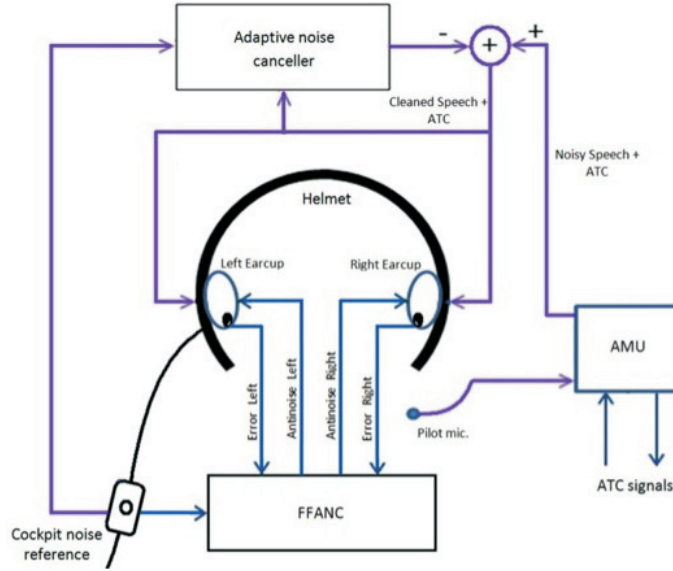 Adaptive noise
canceller
-
+
+
Cleaned Speech +
ATC
Noisy Speech +
ATC
Helmet
Left Earcup
Right Earcup
AMU
Error Left
Antinoise Left
Antinoise Right
Error Right
Pilot mic.
ATC signals
FFANC
Cockpit noise
reference